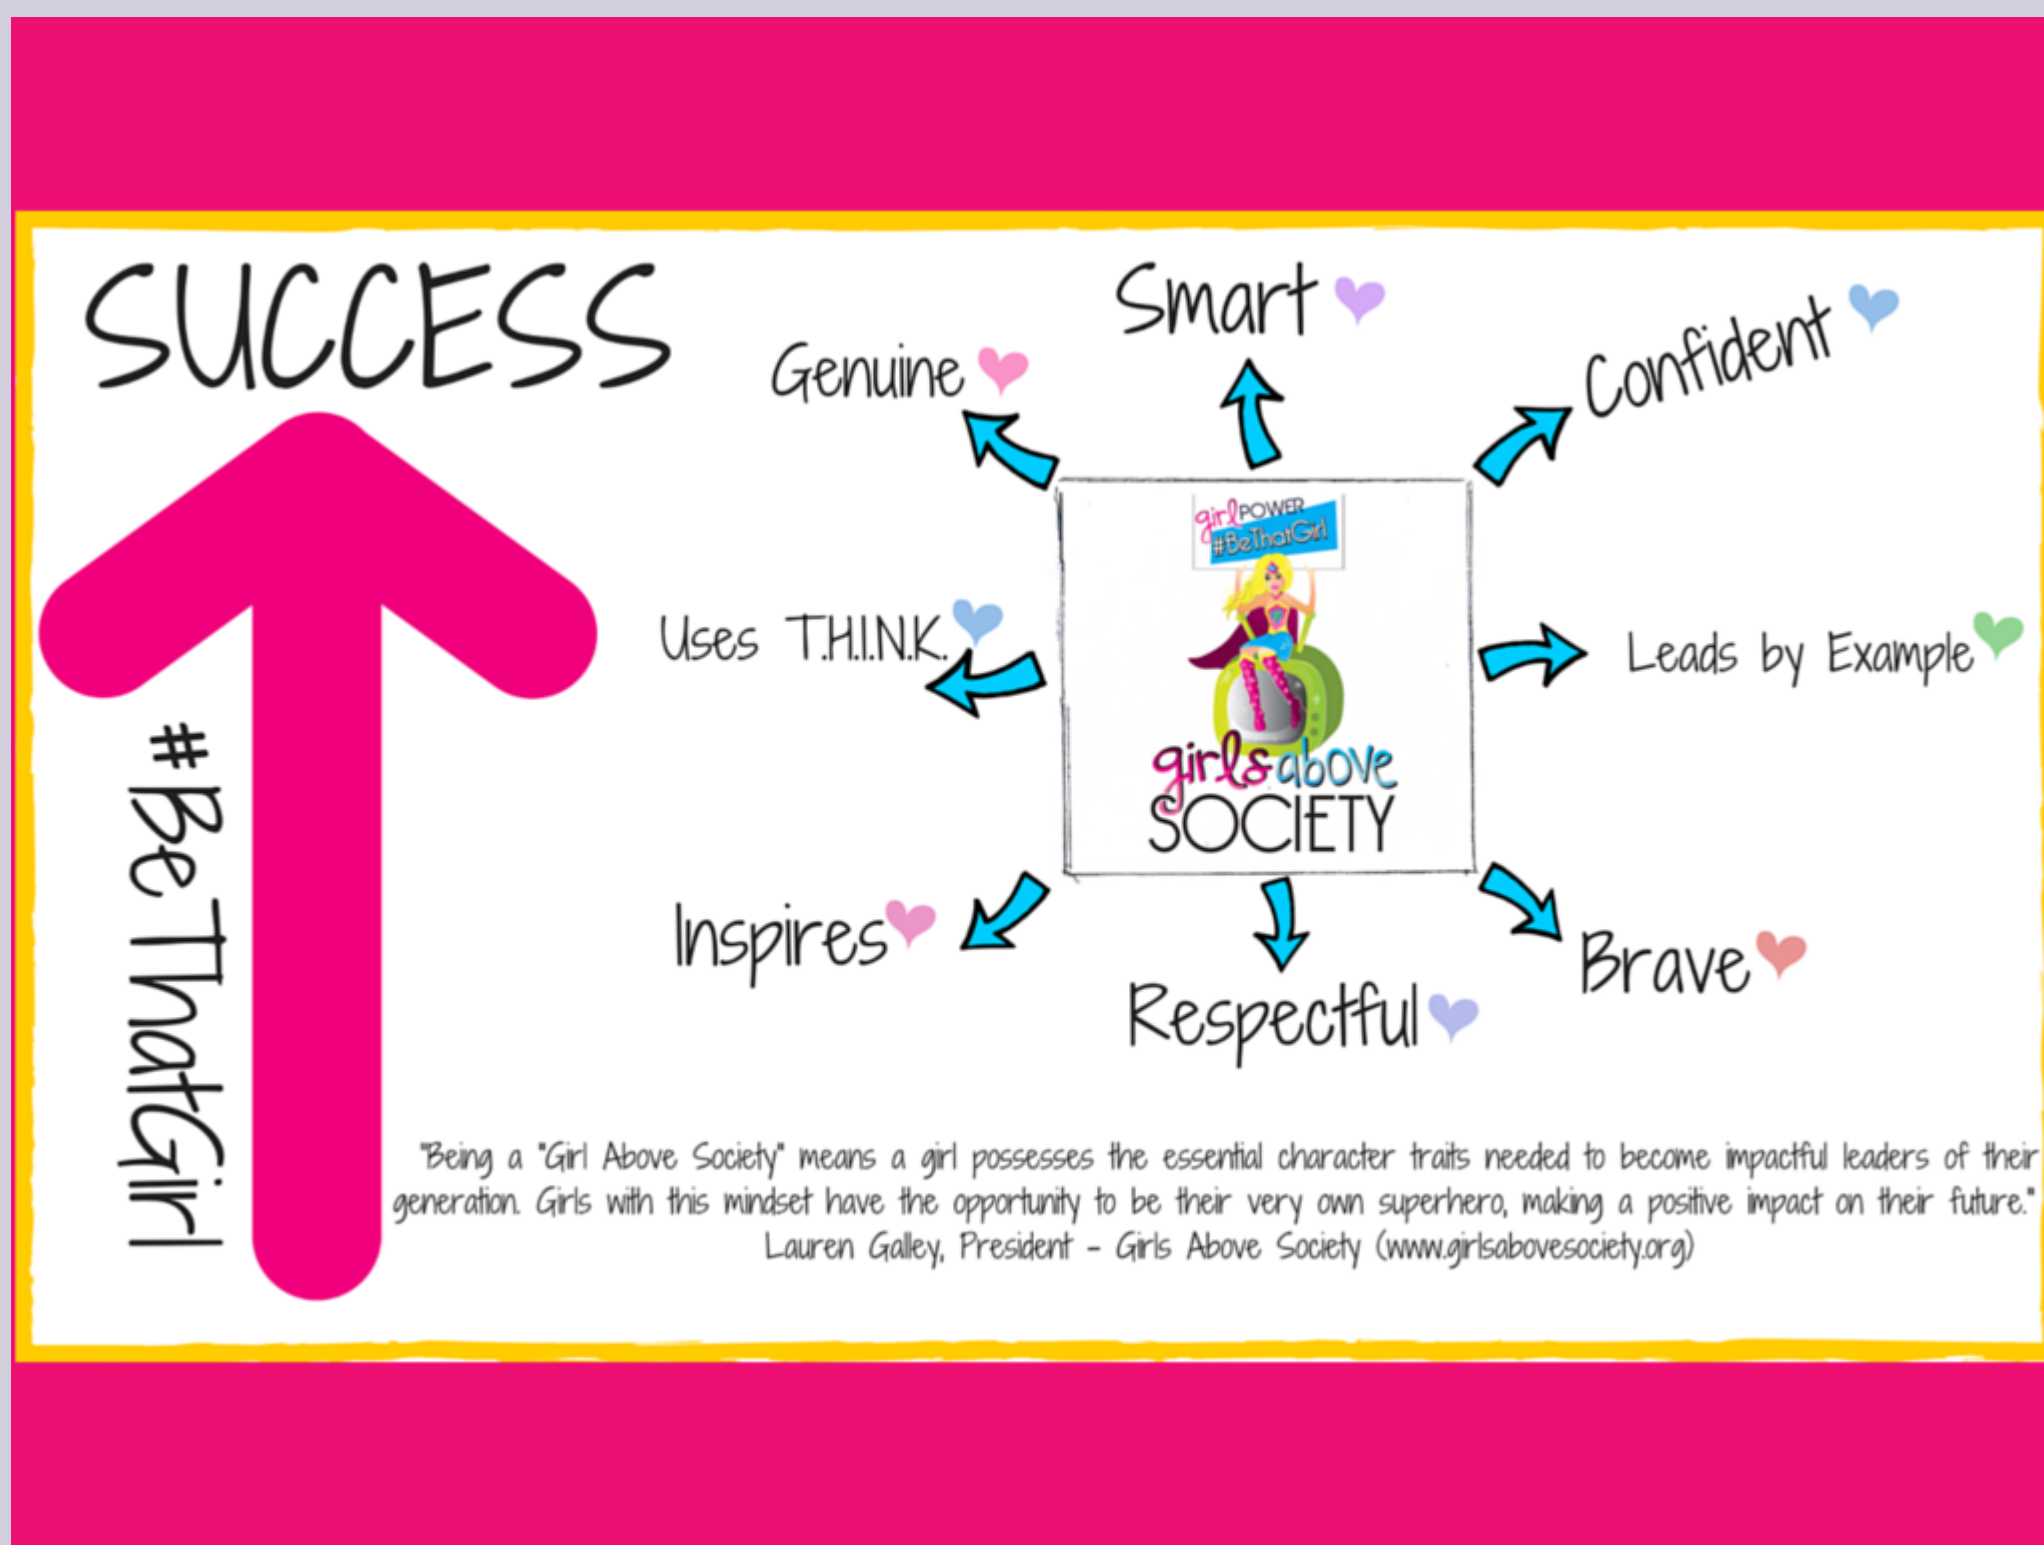 SUCCESS
#BeThatGirl
Genuine
Smart
Confident
Uses T.H.I.N.K.
girlPOWER
#BeThatGirl
girls above
SOCIETY
Leads by Example
Inspires
Respectful
Brave
"Being a "Girl Above Society" means a girl possesses the essential character traits needed to become impactful leaders of their
generation. Girls with this mindset have the opportunity to be their very own superhero, making a positive impact on their future."
Lauren Galley, President - Girls Above Society (www.girlsabovesociety.org)